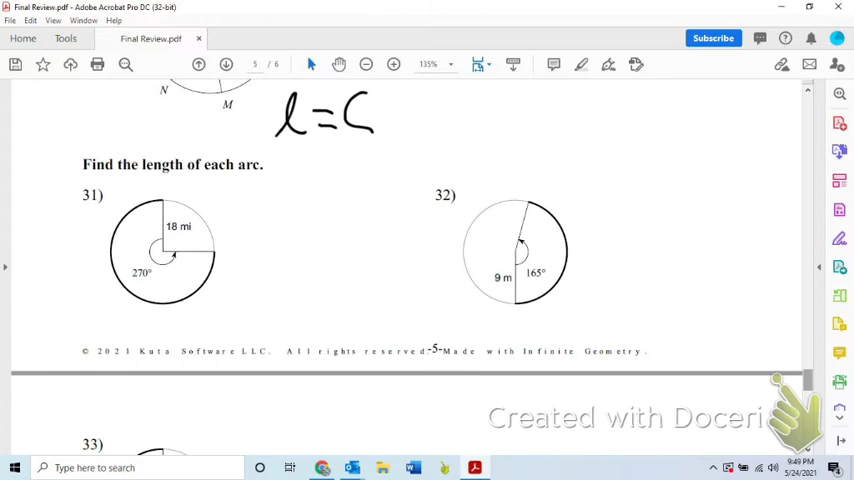 Final Review.pdf - Adobe Acrobat Pro DC (32-bit)
File Edit View Window Help
Home Tools Final Review.pdf × Subscribe
5 / 6 135%
N
M
l = C
Find the length of each arc.
31)
32)
18 mi
270°
9 m
165°
© 2021 Kuta Software LLC. All rights reserved. -5- Made with Infinite Geometry.
Created with Doceri
33)
Type here to search
9:49 PM
5/24/2021
4